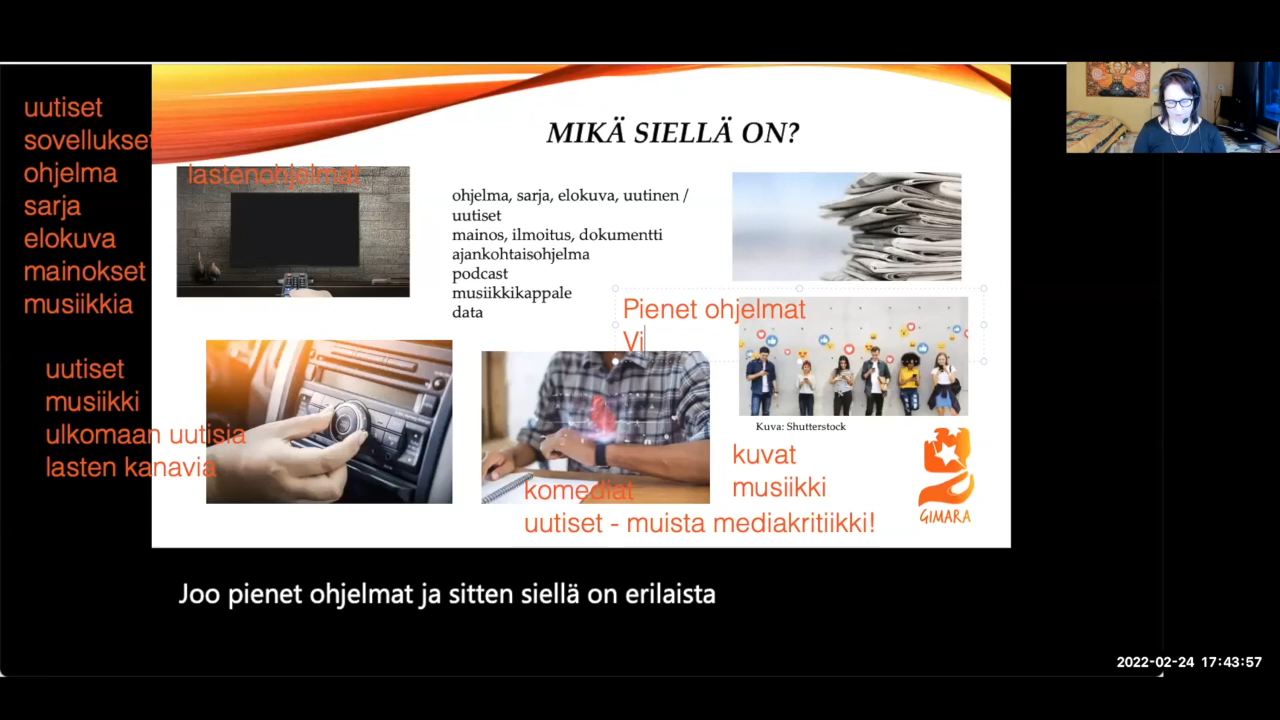 uutiset
sovellukset
ohjelma
sarja
elokuva
mainokset
musiikkia
uutiset
musiikki
ulkomaan uutisia
lasten kanavia
MIKÄ SIELLÄ ON?
lastenohjelmat
ohjelma, sarja, elokuva, uutinen /
uutiset
mainos, ilmoitus, dokumentti
ajankohtaisohjelma
podcast
musiikkikappale
data
Pienet ohjelmat
Vi
Kuva: Shutterstock
kuvat
musiikki
komediat
uutiset - muista mediakritiikki!
GIMARA
Joo pienet ohjelmat ja sitten siellä on erilaista
2022-02-24 17:43:57